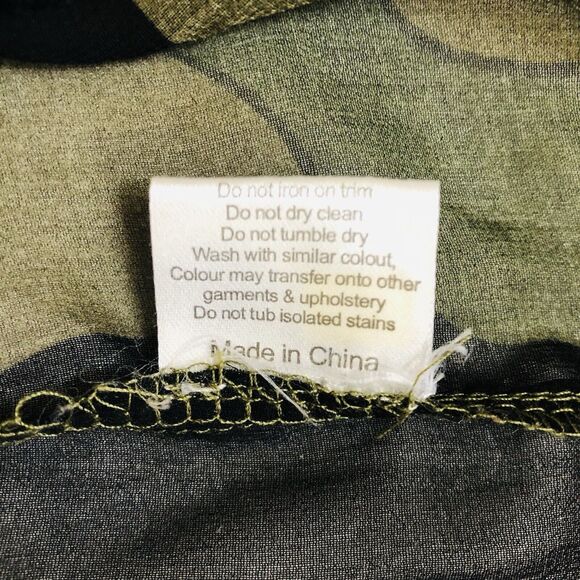 Do not iron on trim
Do not dry clean
Do not tumble dry
Wash with similar colout,
Colour may transfer onto other
garments & upholstery
Do not tub isolated stains
Made in China